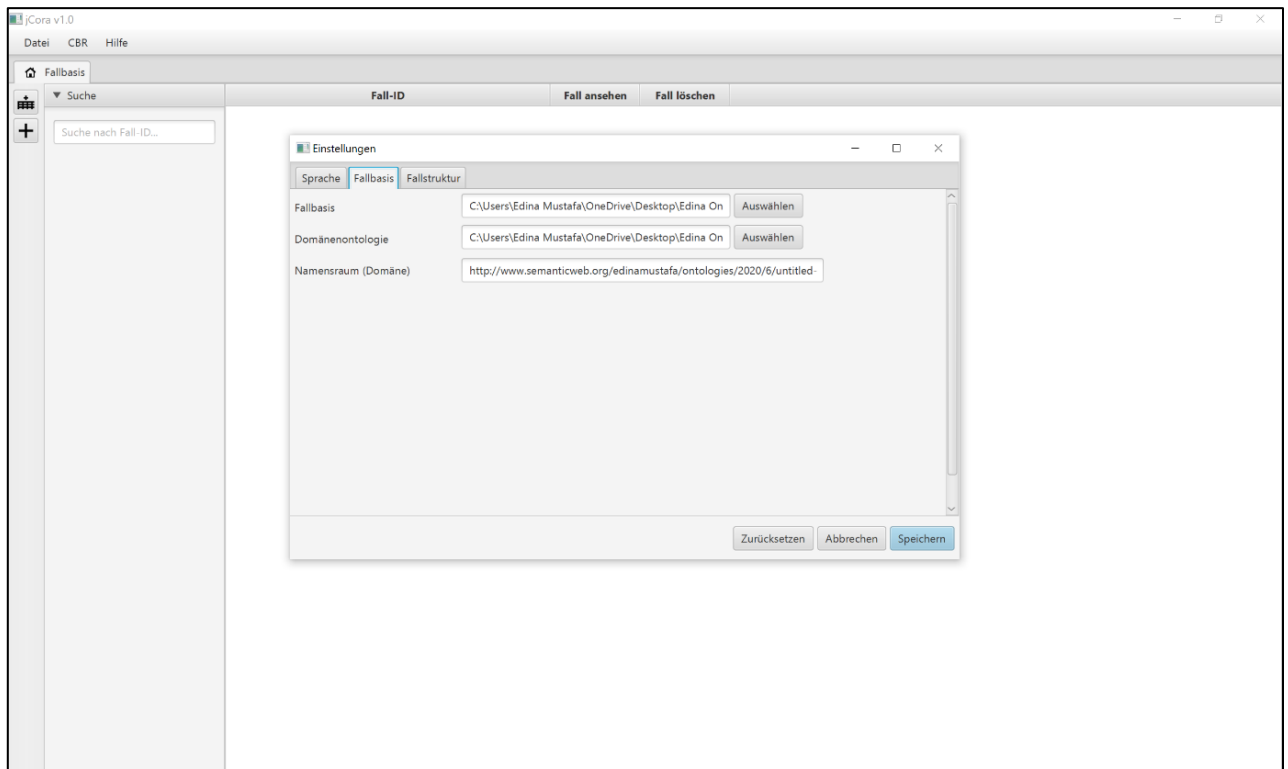 jCora v1.0
Datei CBR Hilfe
Fallbasis
Suche Fall-ID Fall ansehen Fall löschen
Suche nach Fall-ID...
Einstellungen
Sprache Fallbasis Fallstruktur
Fallbasis C:\Users\Edina Mustafa\OneDrive\Desktop\Edina On Auswählen
Domänenontologie C:\Users\Edina Mustafa\OneDrive\Desktop\Edina On Auswählen
Namensraum (Domäne) http://www.semanticweb.org/edinamustafa/ontologies/2020/6/untitled-
Zurücksetzen Abbrechen Speichern